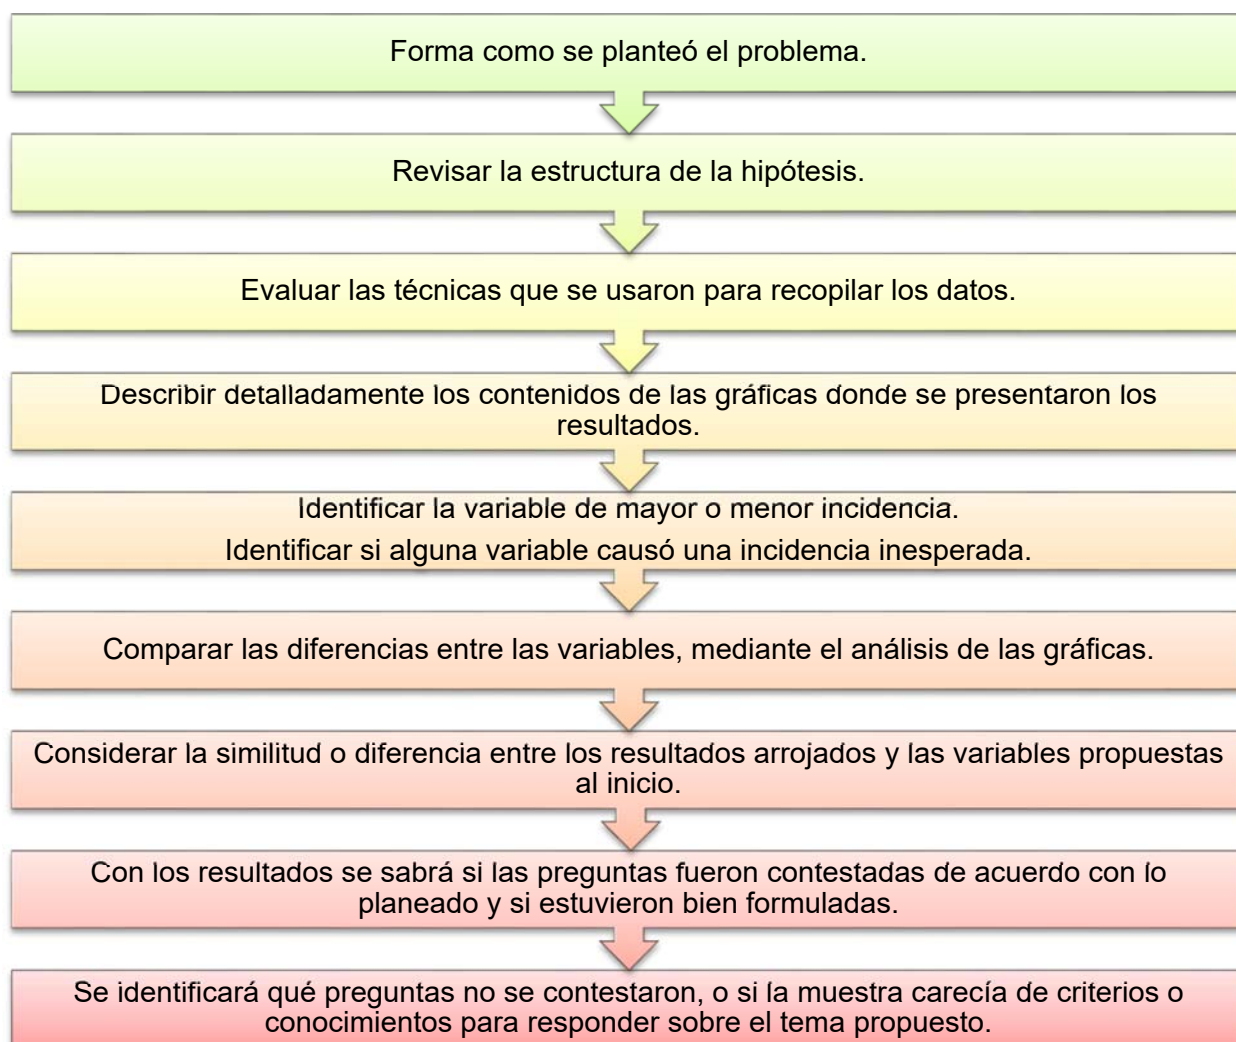 Forma como se planteó el problema.
Revisar la estructura de la hipótesis.
Evaluar las técnicas que se usaron para recopilar los datos.
Describir detalladamente los contenidos de las gráficas donde se presentaron los
resultados.
Identificar la variable de mayor o menor incidencia.
Identificar si alguna variable causó una incidencia inesperada.
Comparar las diferencias entre las variables, mediante el análisis de las gráficas.
Considerar la similitud o diferencia entre los resultados arrojados y las variables propuestas
al inicio.
Con los resultados se sabrá si las preguntas fueron contestadas de acuerdo con lo
planeado y si estuvieron bien formuladas.
Se identificará qué preguntas no se contestaron, o si la muestra carecía de criterios o
conocimientos para responder sobre el tema propuesto.